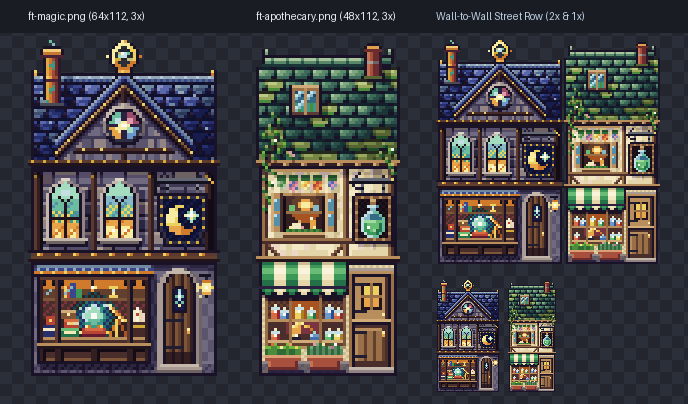 ft-magic.png (64x112, 3x)
ft-apothecary.png (48x112, 3x)
Wall-to-Wall Street Row (2x & 1x)